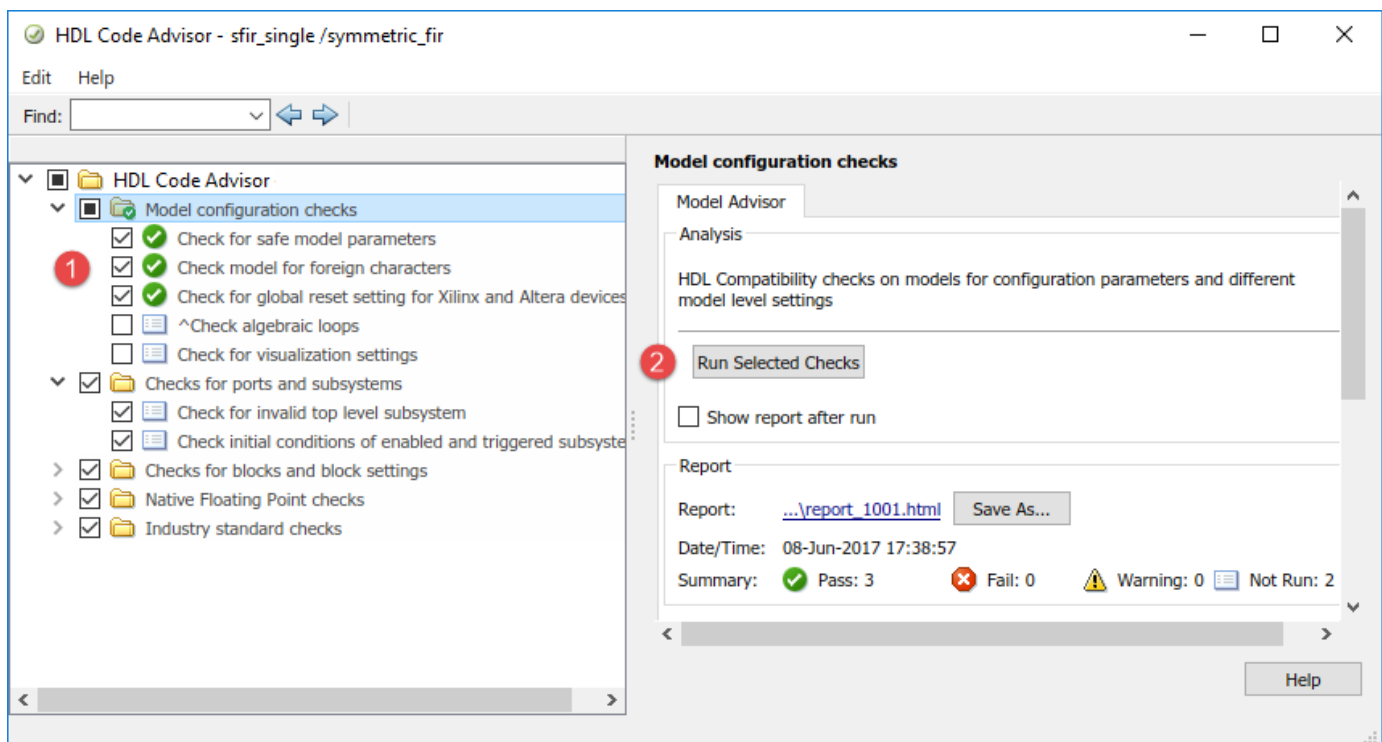 HDL Code Advisor - sfir_single /symmetric_fir
Edit Help
Find:
HDL Code Advisor
Model configuration checks
Check for safe model parameters
1
Check model for foreign characters
Check for global reset setting for Xilinx and Altera devices
^Check algebraic loops
Check for visualization settings
Checks for ports and subsystems
Check for invalid top level subsystem
Check initial conditions of enabled and triggered subsyste
Checks for blocks and block settings
Native Floating Point checks
Industry standard checks
Model configuration checks
Model Advisor
Analysis
HDL Compatibility checks on models for configuration parameters and different
model level settings
2 Run Selected Checks
Show report after run
Report
Report: ...\report_1001.html Save As...
Date/Time: 08-Jun-2017 17:38:57
Summary: Pass: 3 Fail: 0 Warning: 0 Not Run: 2
Help